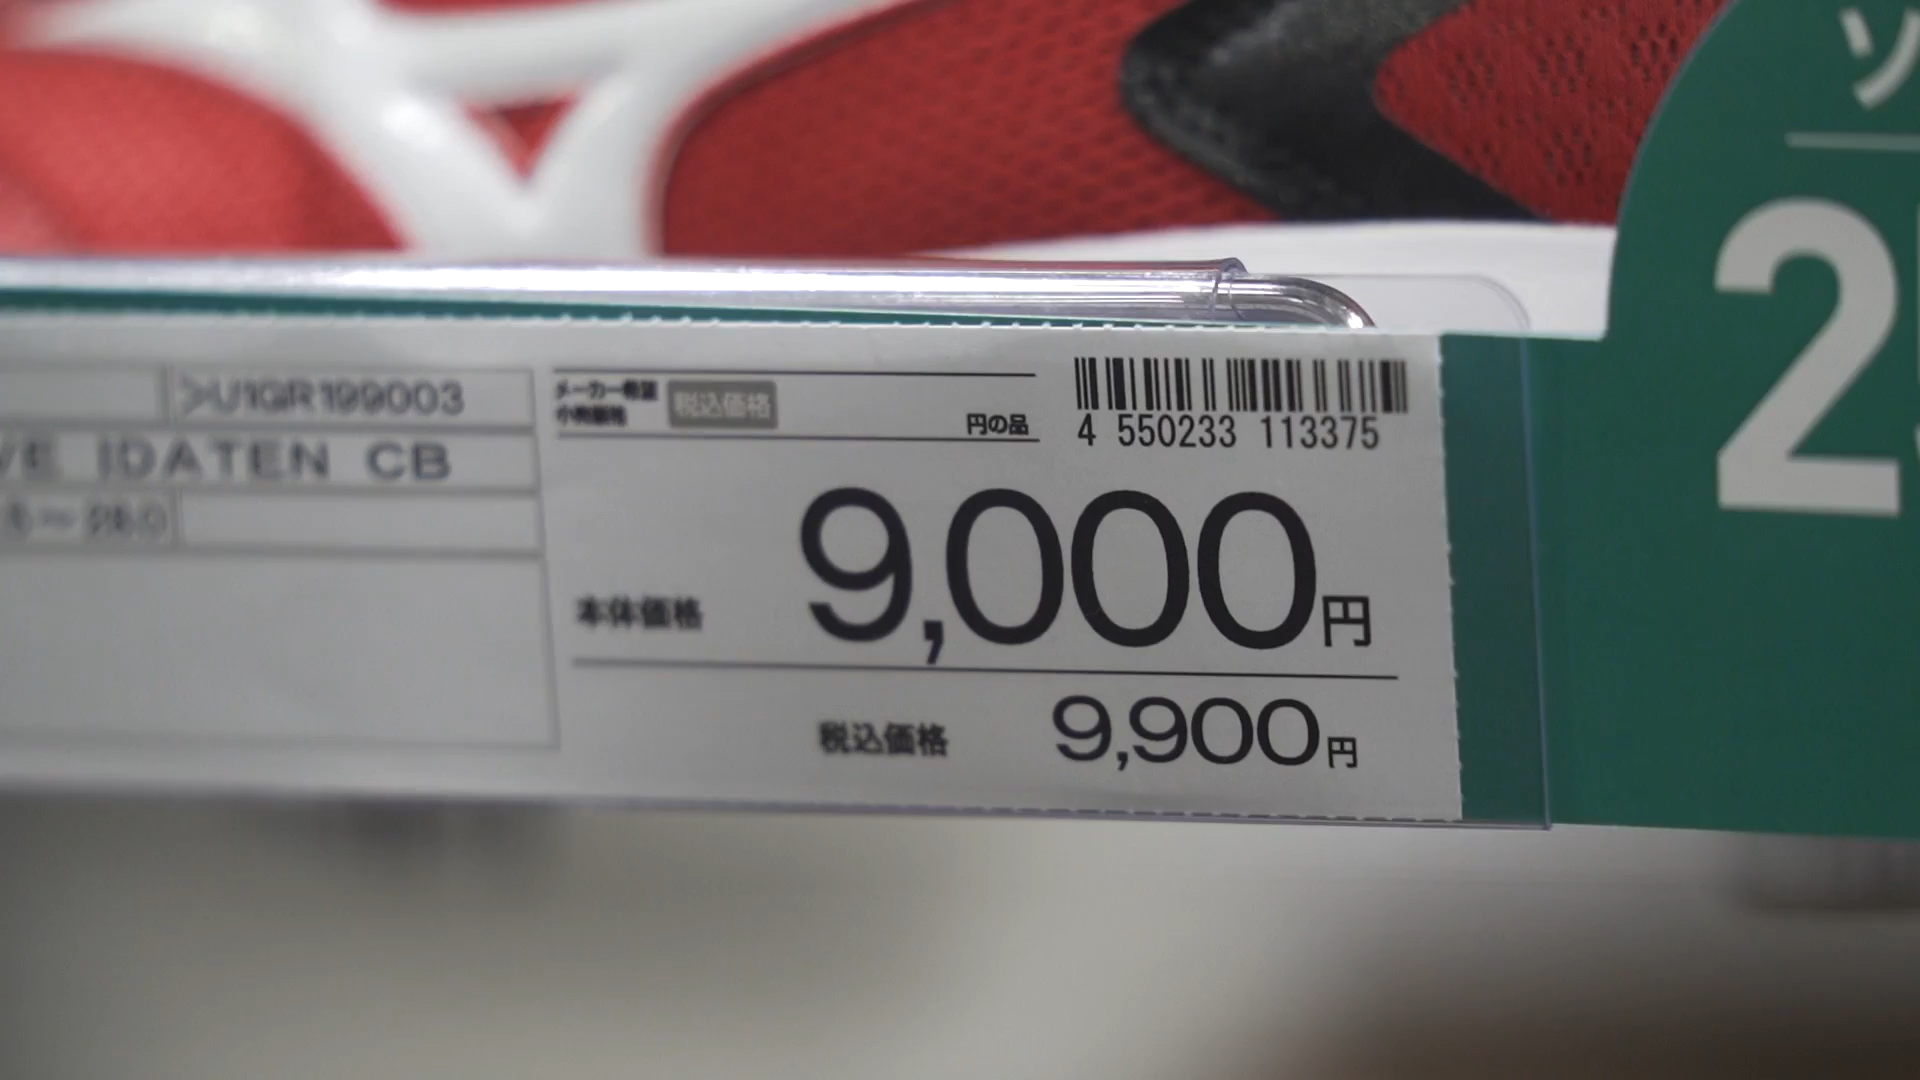 U1GR199003
VE IDATEN CB
メーカー希望
小売価格
税込価格
円の品
4 550233 113375
本体価格
9,000円
税込価格
9,900円
ソ
2